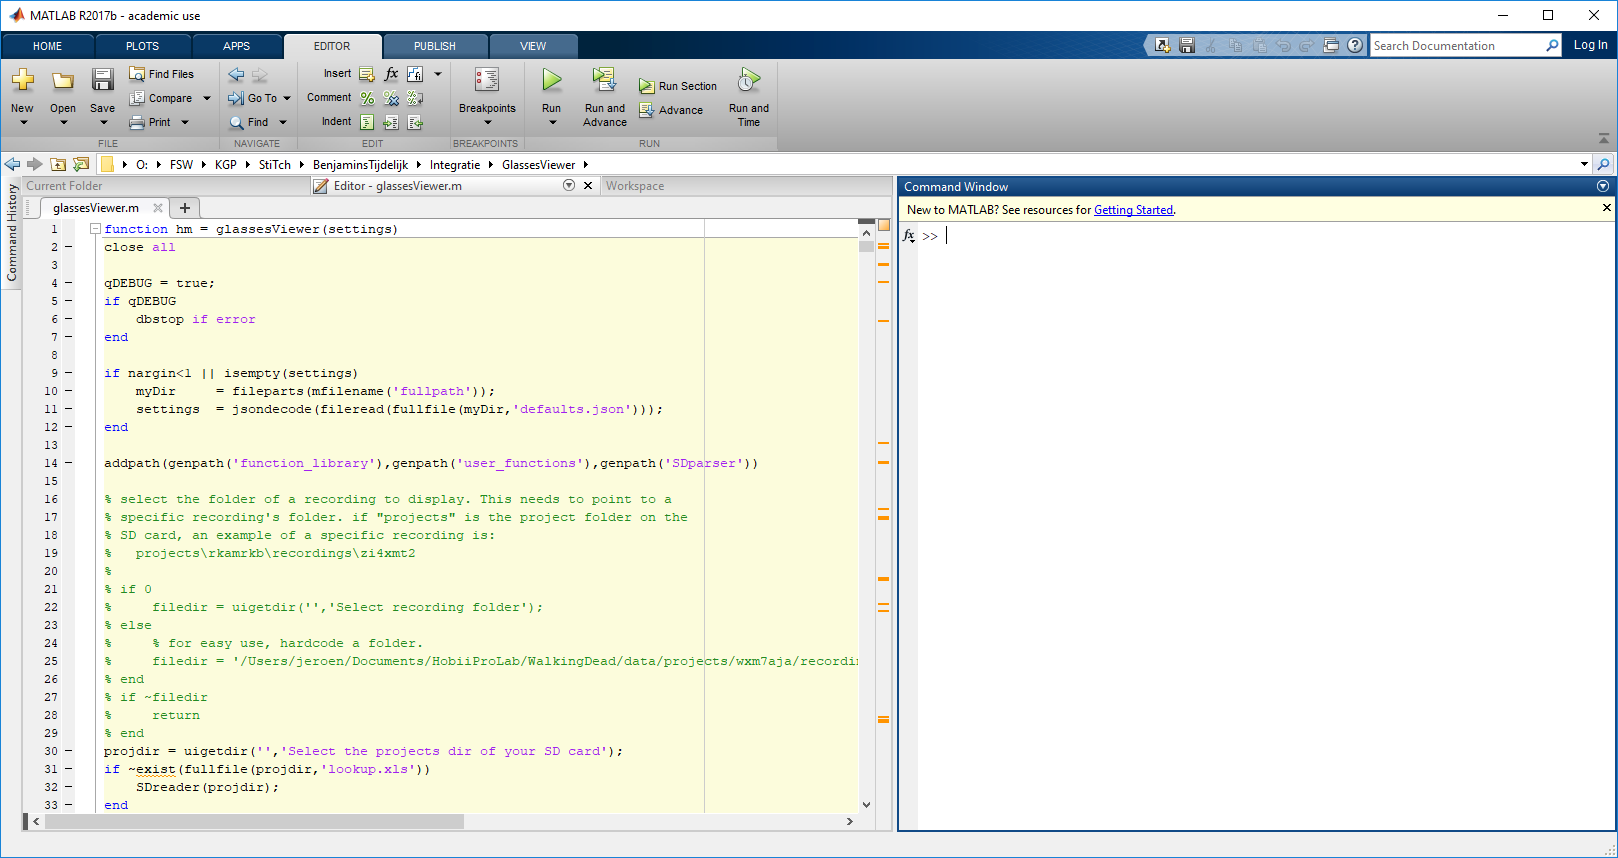 MATLAB R2017b - academic use
HOME PLOTS APPS EDITOR PUBLISH VIEW
Search Documentation
Log In
New
Open
Save
Find Files
Compare
Print
FILE
Go To
Find
NAVIGATE
Insert
Comment
Indent
EDIT
Breakpoints
BREAKPOINTS
Run
Run and
Advance
Run Section
Advance
Run and
Time
RUN
O: FSW KGP StiTch BenjaminsTijdelijk Integratie GlassesViewer
Command History
Current Folder
Editor - glassesViewer.m
Workspace
glassesViewer.m
1 function hm = glassesViewer(settings)
2 close all
3
4 qDEBUG = true;
5 if qDEBUG
6 dbstop if error
7 end
8
9 if nargin<1 || isempty(settings)
10 myDir = fileparts(mfilename('fullpath'));
11 settings = jsondecode(fileread(fullfile(myDir,'defaults.json')));
12 end
13
14 addpath(genpath('function_library'),genpath('user_functions'),genpath('SDparser'))
15
16 % select the folder of a recording to display. This needs to point to a
17 % specific recording's folder. if "projects" is the project folder on the
18 % SD card, an example of a specific recording is:
19 % projects\rkamrkb\recordings\zi4xmt2
20 %
21 % if 0
22 % filedir = uigetdir('','Select recording folder');
23 % else
24 % % for easy use, hardcode a folder.
25 % filedir = '/Users/jeroen/Documents/HobiiProLab/WalkingDead/data/projects/wxm7aja/recordin
26 % end
27 % if ~filedir
28 % return
29 % end
30 projdir = uigetdir('','Select the projects dir of your SD card');
31 if ~exist(fullfile(projdir,'lookup.xls'))
32 SDreader(projdir);
33 end
Command Window
New to MATLAB? See resources for Getting Started.
fx >>